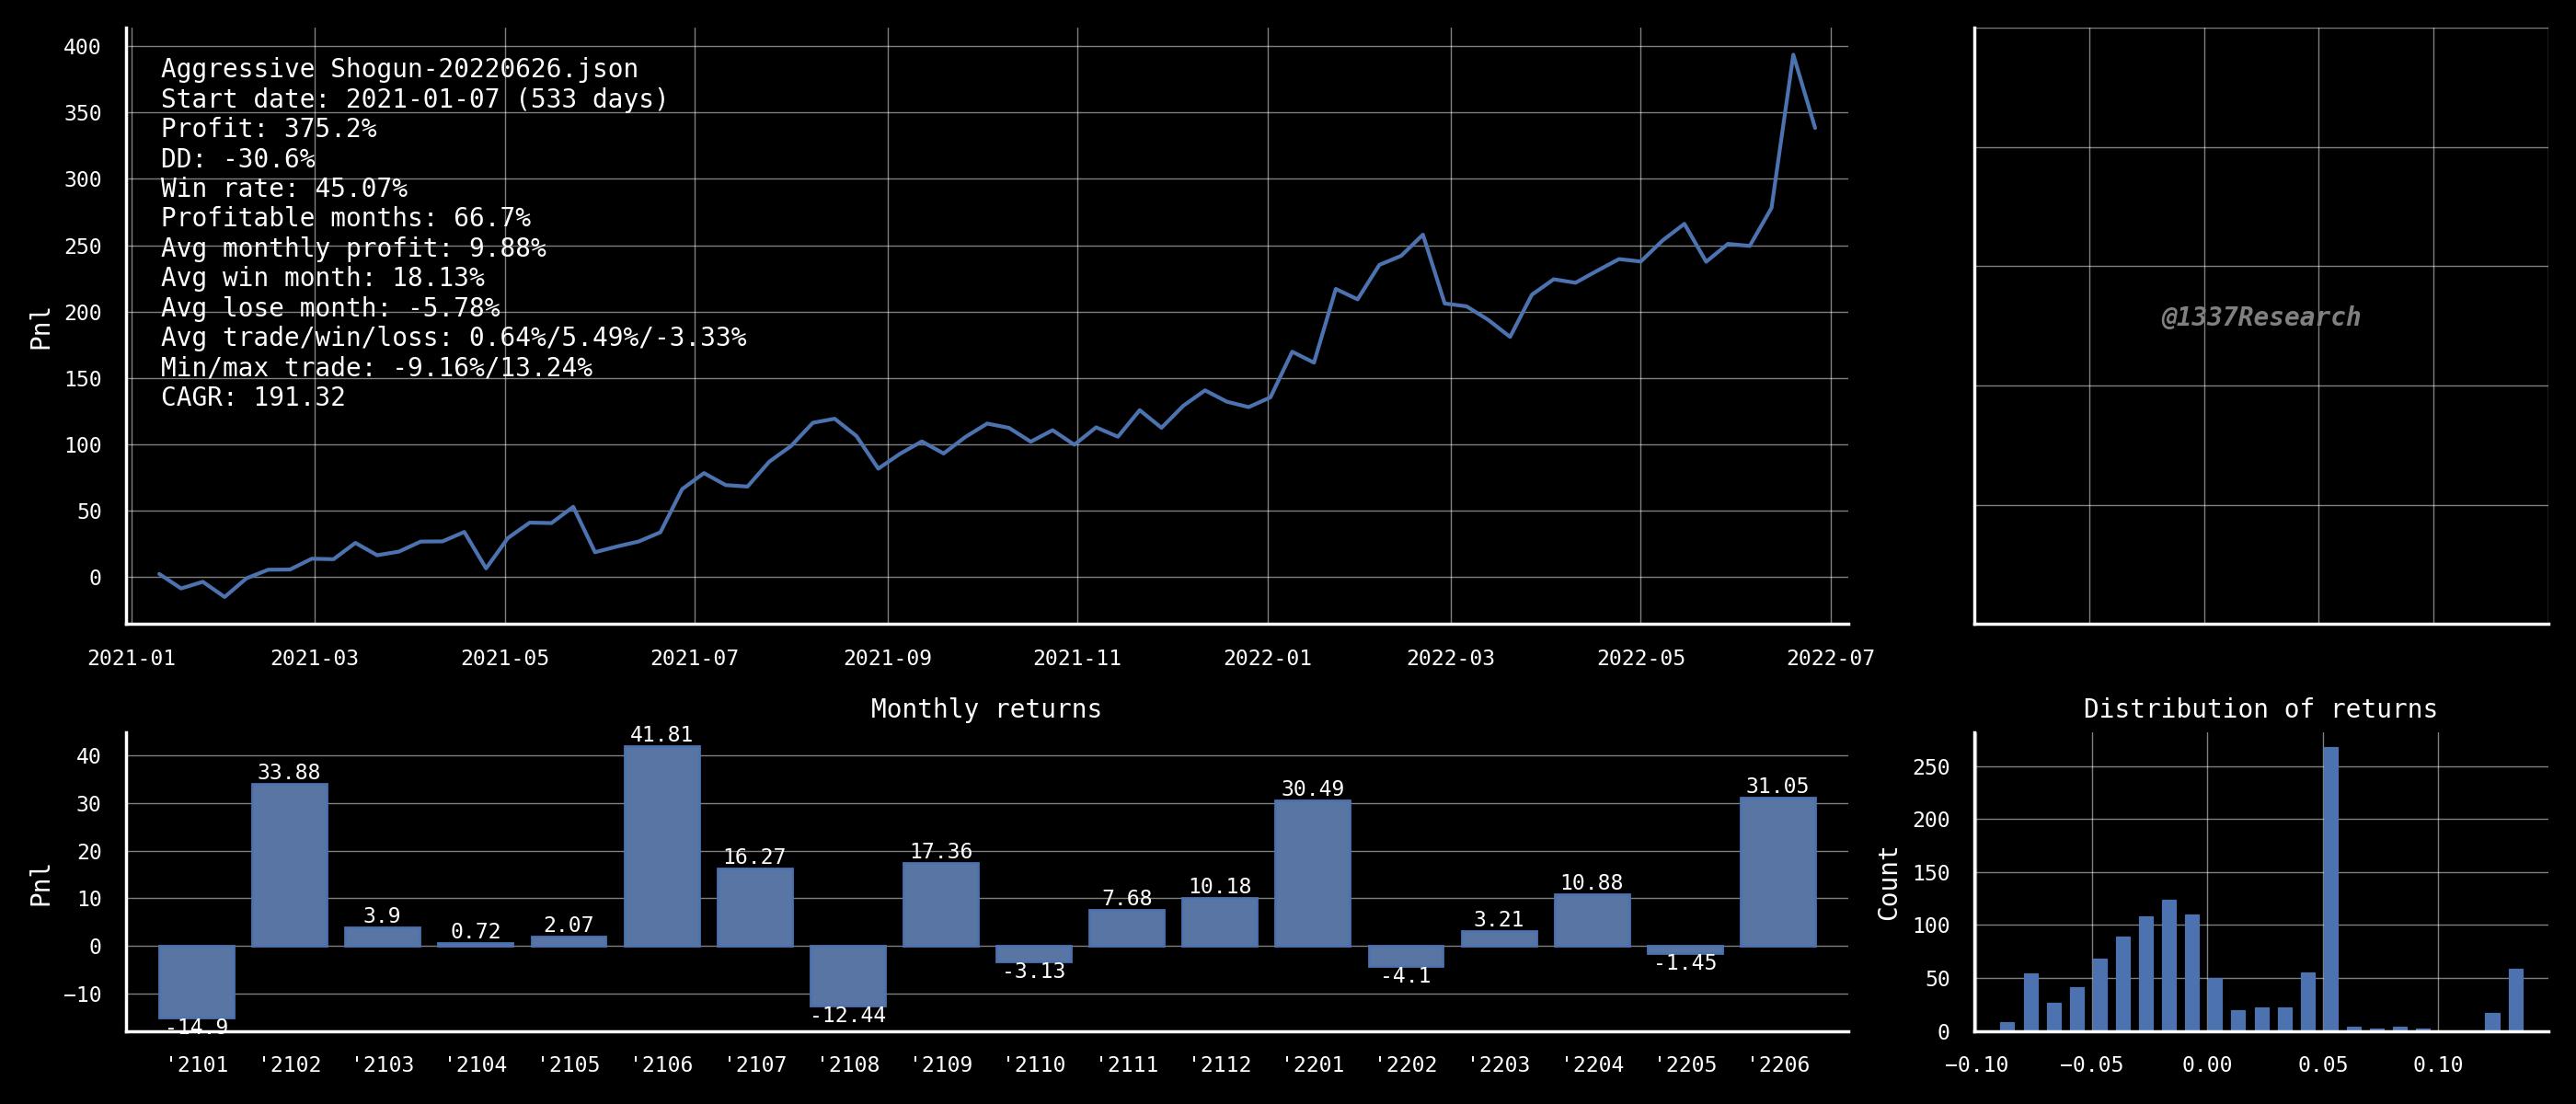 400
350
300
250
200
150
100
50
0
Pnl
Aggressive Shogun-20220626.json
Start date: 2021-01-07 (533 days)
Profit: 375.2%
DD: -30.6%
Win rate: 45.07%
Profitable months: 66.7%
Avg monthly profit: 9.88%
Avg win month: 18.13%
Avg lose month: -5.78%
Avg trade/win/loss: 0.64%/5.49%/-3.33%
Min/max trade: -9.16%/13.24%
CAGR: 191.32
2021-01 2021-03 2021-05 2021-07 2021-09 2021-11 2022-01 2022-03 2022-05 2022-07
@1337Research
Monthly returns
40
30
20
10
0
−10
Pnl
-14.9 33.88 3.9 0.72 2.07 41.81 16.27 -12.44 17.36 -3.13 7.68 10.18 30.49 -4.1 3.21 10.88 -1.45 31.05
'2101 '2102 '2103 '2104 '2105 '2106 '2107 '2108 '2109 '2110 '2111 '2112 '2201 '2202 '2203 '2204 '2205 '2206
Distribution of returns
250
200
150
100
50
0
Count
−0.10 −0.05 0.00 0.05 0.10